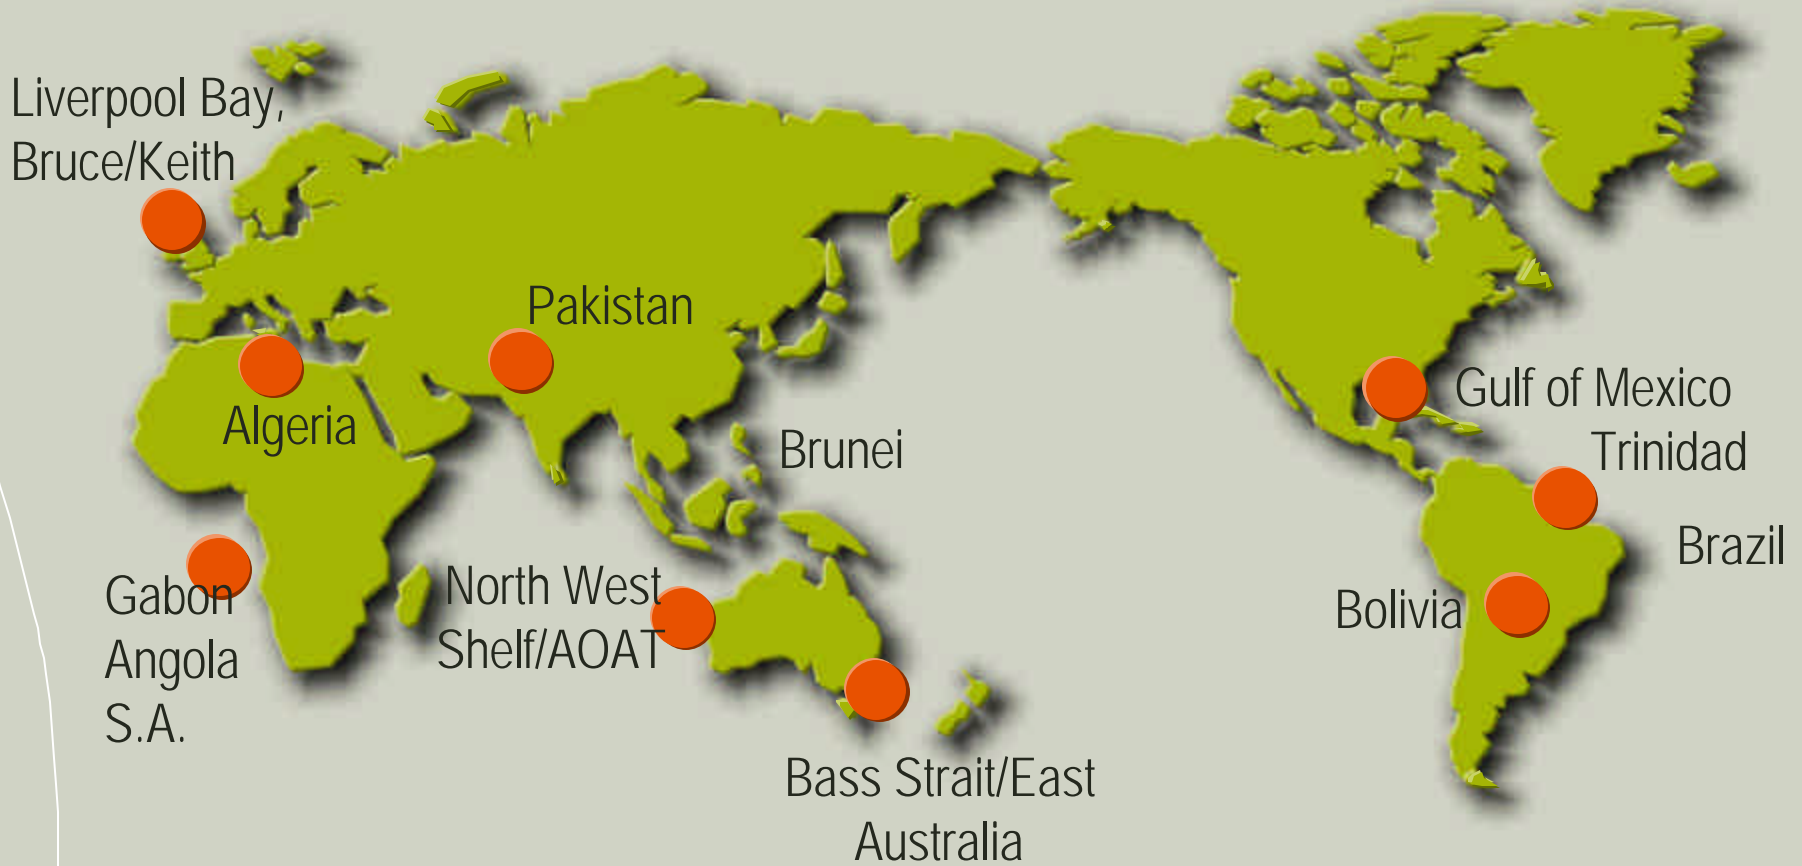 Liverpool Bay,
Bruce/Keith
Pakistan
Algeria
Brunei
Gulf of Mexico
Trinidad
Brazil
Bolivia
Gabon
Angola
S.A.
North West
Shelf/AOAT
Bass Strait/East
Australia